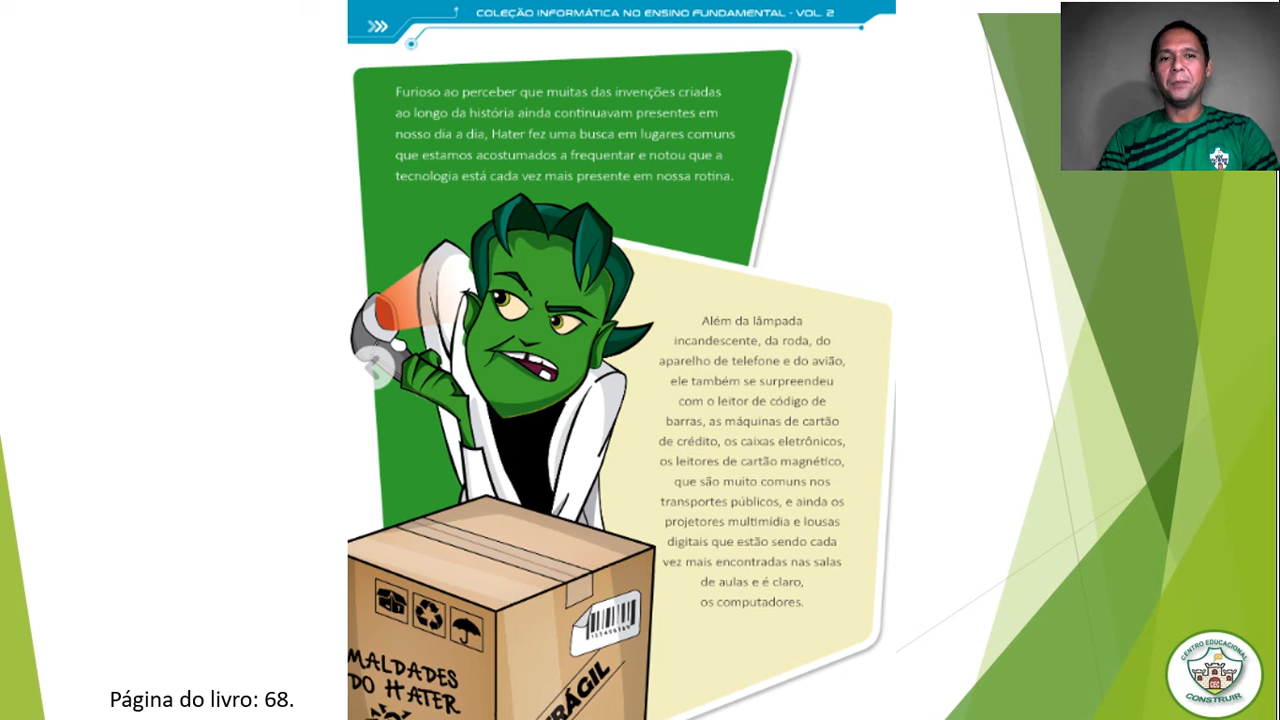 COLEÇÃO INFORMÁTICA NO ENSINO FUNDAMENTAL - VOL. 2
Furioso ao perceber que muitas das invenções criadas
ao longo da história ainda continuavam presentes em
nosso dia a dia, Hater fez uma busca em lugares comuns
que estamos acostumados a frequentar e notou que a
tecnologia está cada vez mais presente em nossa rotina.
Além da lâmpada
incandescente, da roda, do
aparelho de telefone e do avião,
ele também se surpreendeu
com o leitor de código de
barras, as máquinas de cartão
de crédito, os caixas eletrônicos,
os leitores de cartão magnético,
que são muito comuns nos
transportes públicos, e ainda os
projetores multimídia e lousas
digitais que estão sendo cada
vez mais encontradas nas salas
de aulas e é claro,
os computadores.
MALDADES
DO HATER
FRÁGIL
Página do livro: 68.
CENTRO EDUCACIONAL
CEC
CONSTRUIR